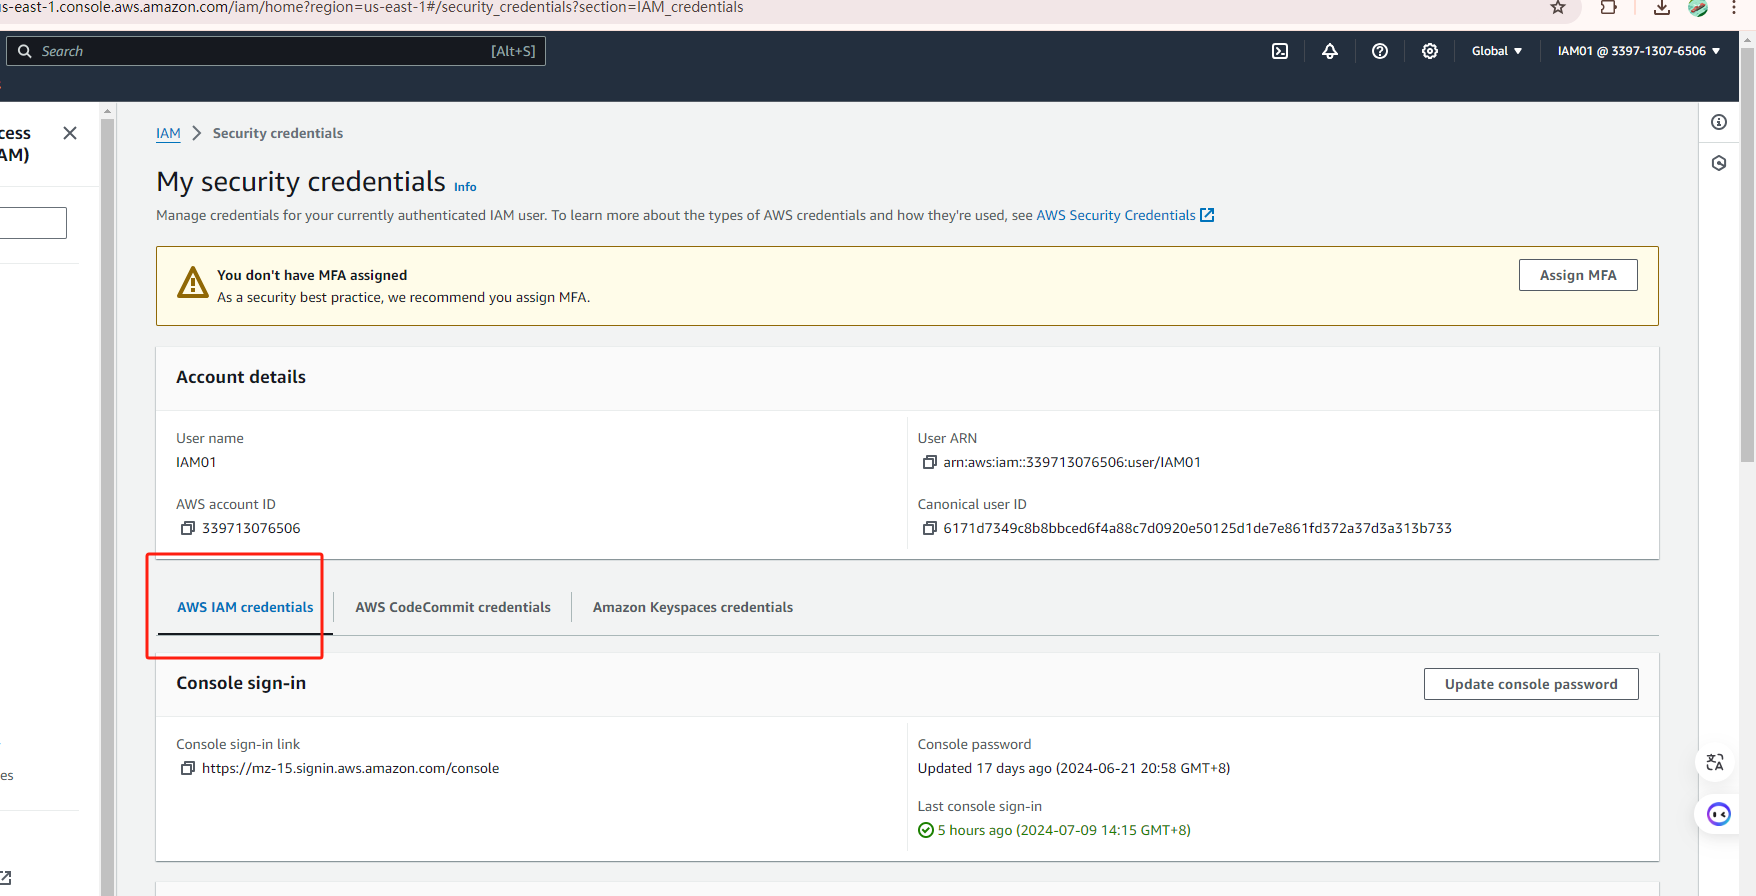 s-east-1.console.aws.amazon.com/iam/home?region=us-east-1#/security_credentials?section=IAM_credentials
Search [Alt+S]
Global ▼ IAM01 @ 3397-1307-6506 ▼
cess
AM)
IAM > Security credentials
My security credentials Info
Manage credentials for your currently authenticated IAM user. To learn more about the types of AWS credentials and how they're used, see AWS Security Credentials
You don't have MFA assigned
As a security best practice, we recommend you assign MFA.
Assign MFA
Account details
User name
IAM01
User ARN
arn:aws:iam::339713076506:user/IAM01
AWS account ID
339713076506
Canonical user ID
6171d7349c8b8bbced6f4a88c7d0920e50125d1de7e861fd372a37d3a313b733
AWS IAM credentials
AWS CodeCommit credentials
Amazon Keyspaces credentials
Console sign-in
Update console password
Console sign-in link
https://mz-15.signin.aws.amazon.com/console
Console password
Updated 17 days ago (2024-06-21 20:58 GMT+8)
Last console sign-in
5 hours ago (2024-07-09 14:15 GMT+8)
es